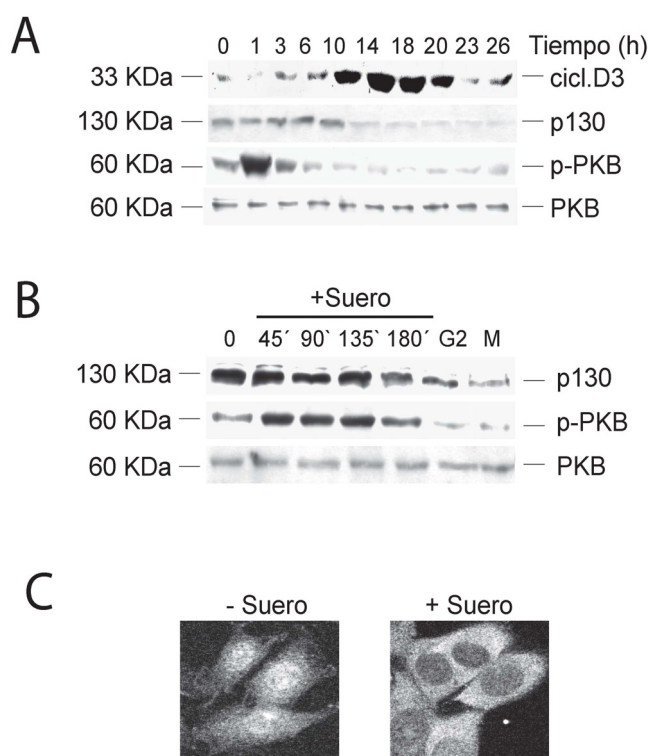 A
0 1 3 6 10 14 18 20 23 26 Tiempo (h)
33 KDa cicl.D3
130 KDa p130
60 KDa p-PKB
60 KDa PKB
B
+Suero
0 45´ 90` 135` 180´ G2 M
130 KDa p130
60 KDa p-PKB
60 KDa PKB
C
- Suero + Suero